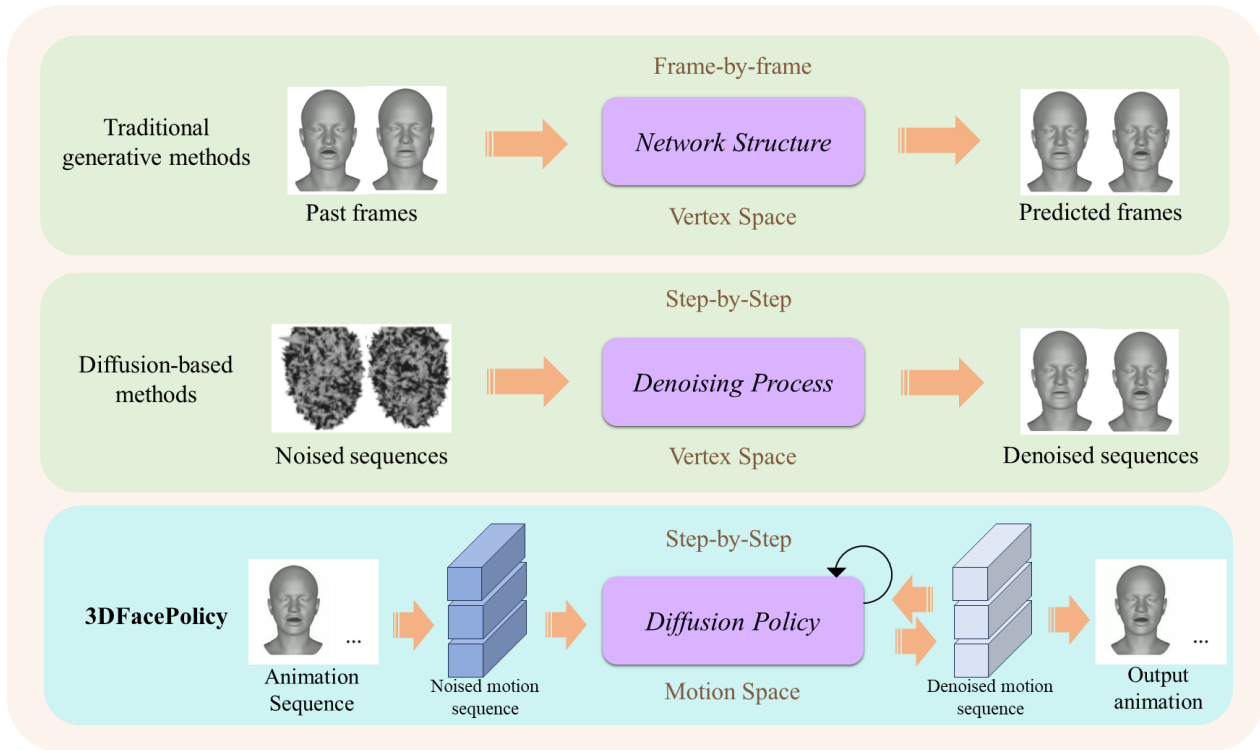 Frame-by-frame
Traditional
generative methods
Network Structure
Past frames
Vertex Space
Predicted frames
Step-by-Step
Diffusion-based
methods
Denoising Process
Noised sequences
Vertex Space
Denoised sequences
Step-by-Step
3DFacePolicy
...
Diffusion Policy
...
Animation
Sequence
Noised motion
sequence
Motion Space
Denoised motion
sequence
Output
animation